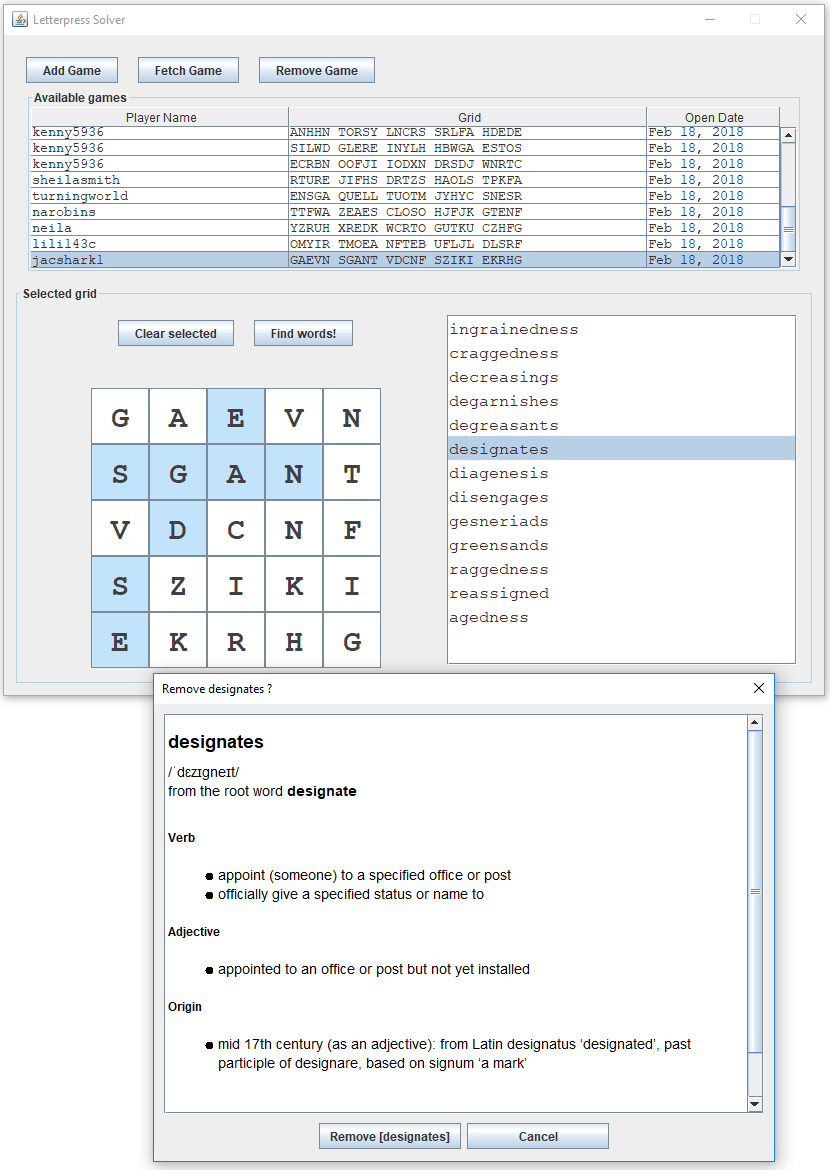 Letterpress Solver
Add Game Fetch Game Remove Game
Available games
Player Name Grid Open Date
kenny5936 ANHHN TORSY LNCRS SRLFA HDEDE Feb 18, 2018
kenny5936 SILWD GLERE INYLH HBWGA ESTOS Feb 18, 2018
kenny5936 ECRBN OOFJI IODXN DRSDJ WNRTC Feb 18, 2018
sheilasmith RTURE JIFHS DRTZS HAOLS TPKFA Feb 18, 2018
turningworld ENSGA QUELL TUOTM JYHYC SNESR Feb 18, 2018
narobins TTFWA ZEAES CLOSO HJFJK GTENF Feb 18, 2018
neila YZRUH XREDK WCRTO GUTKU CZHFG Feb 18, 2018
lilil43c OMYIR TMOEA NFTEB UFLJL DLSRF Feb 18, 2018
jacsharkl GAEVN SGANT VDCNF SZIKI EKRHG Feb 18, 2018
Selected grid
Clear selected Find words!
G A E V N
S G A N T
V D C N F
S Z I K I
E K R H G
ingrainedness
craggedness
decreasings
degarnishes
degreasants
designates
diagenesis
disengages
gesneriads
greensands
raggedness
reassigned
agedness
Remove designates ?
designates
/ˈdɛzɪɡneɪt/
from the root word designate
Verb
● appoint (someone) to a specified office or post
● officially give a specified status or name to
Adjective
● appointed to an office or post but not yet installed
Origin
● mid 17th century (as an adjective): from Latin designatus ‘designated’, past
participle of designare, based on signum ‘a mark’
Remove [designates] Cancel